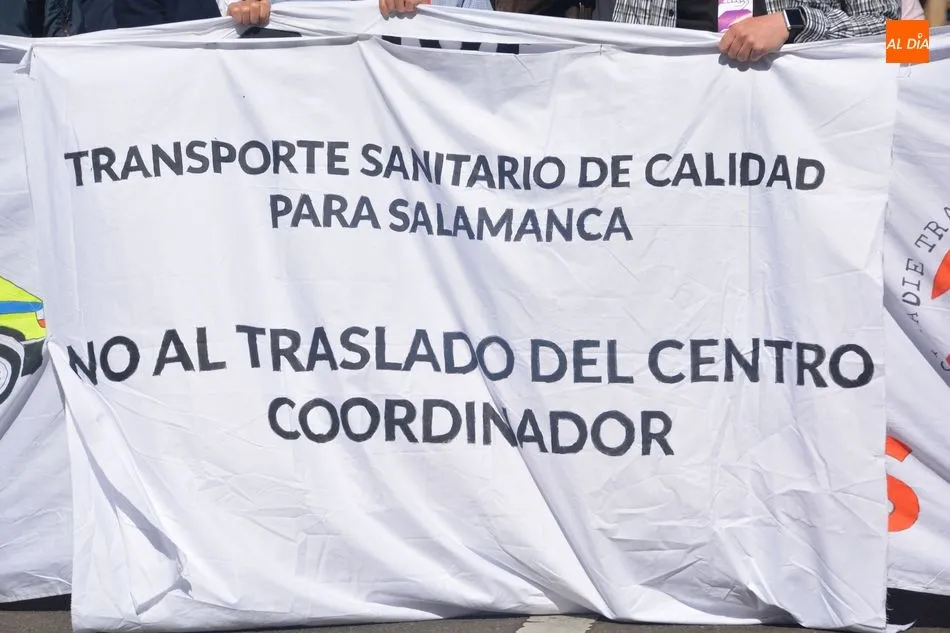 AL DÍA
TRANSPORTE SANITARIO DE CALIDAD
PARA SALAMANCA
NO AL TRASLADO DEL CENTRO
COORDINADOR